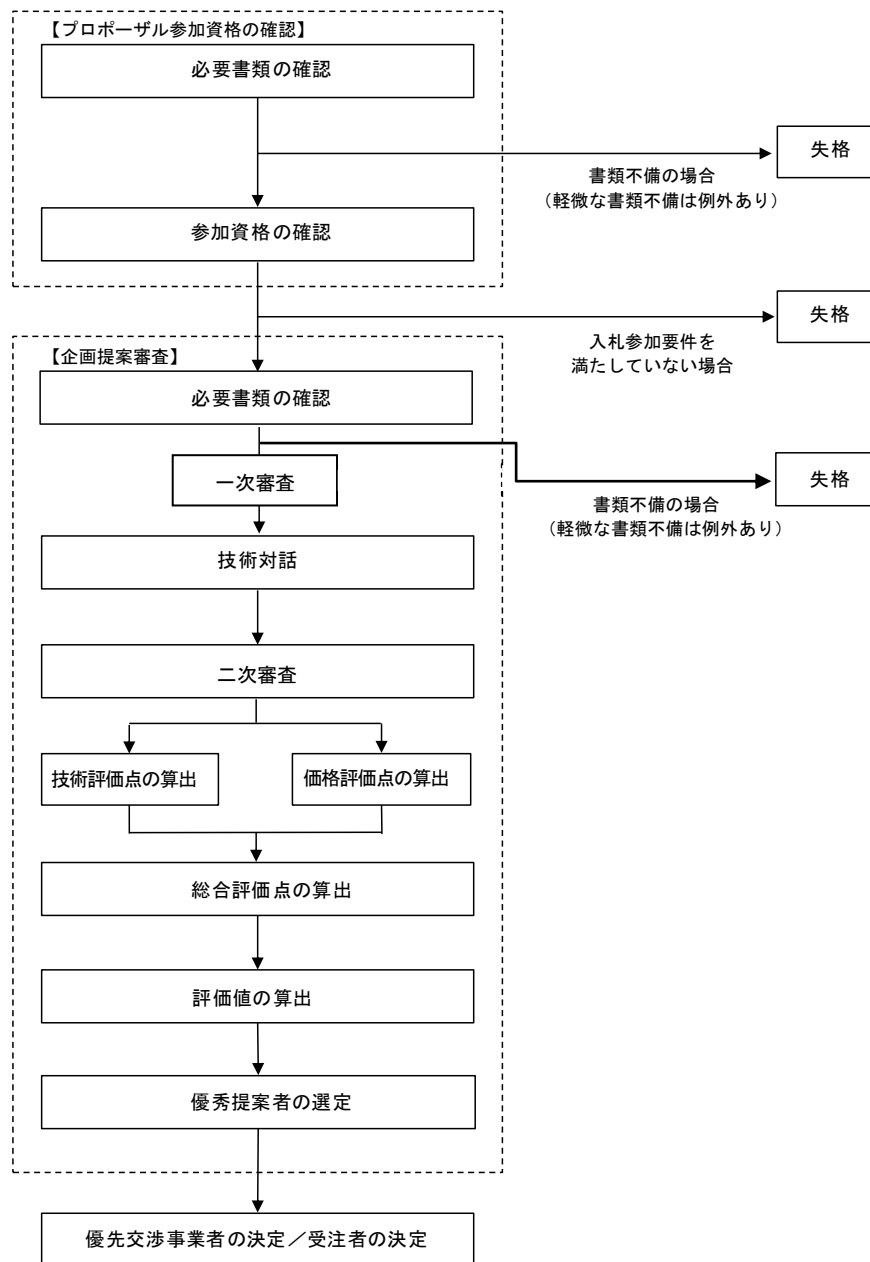 【プロポーザル参加資格の確認】
必要書類の確認
失格
書類不備の場合
（軽微な書類不備は例外あり）
参加資格の確認
失格
入札参加要件を
満たしていない場合
【企画提案審査】
必要書類の確認
一次審査
失格
書類不備の場合
（軽微な書類不備は例外あり）
技術対話
二次審査
技術評価点の算出
価格評価点の算出
総合評価点の算出
評価値の算出
優秀提案者の選定
優先交渉事業者の決定／受注者の決定